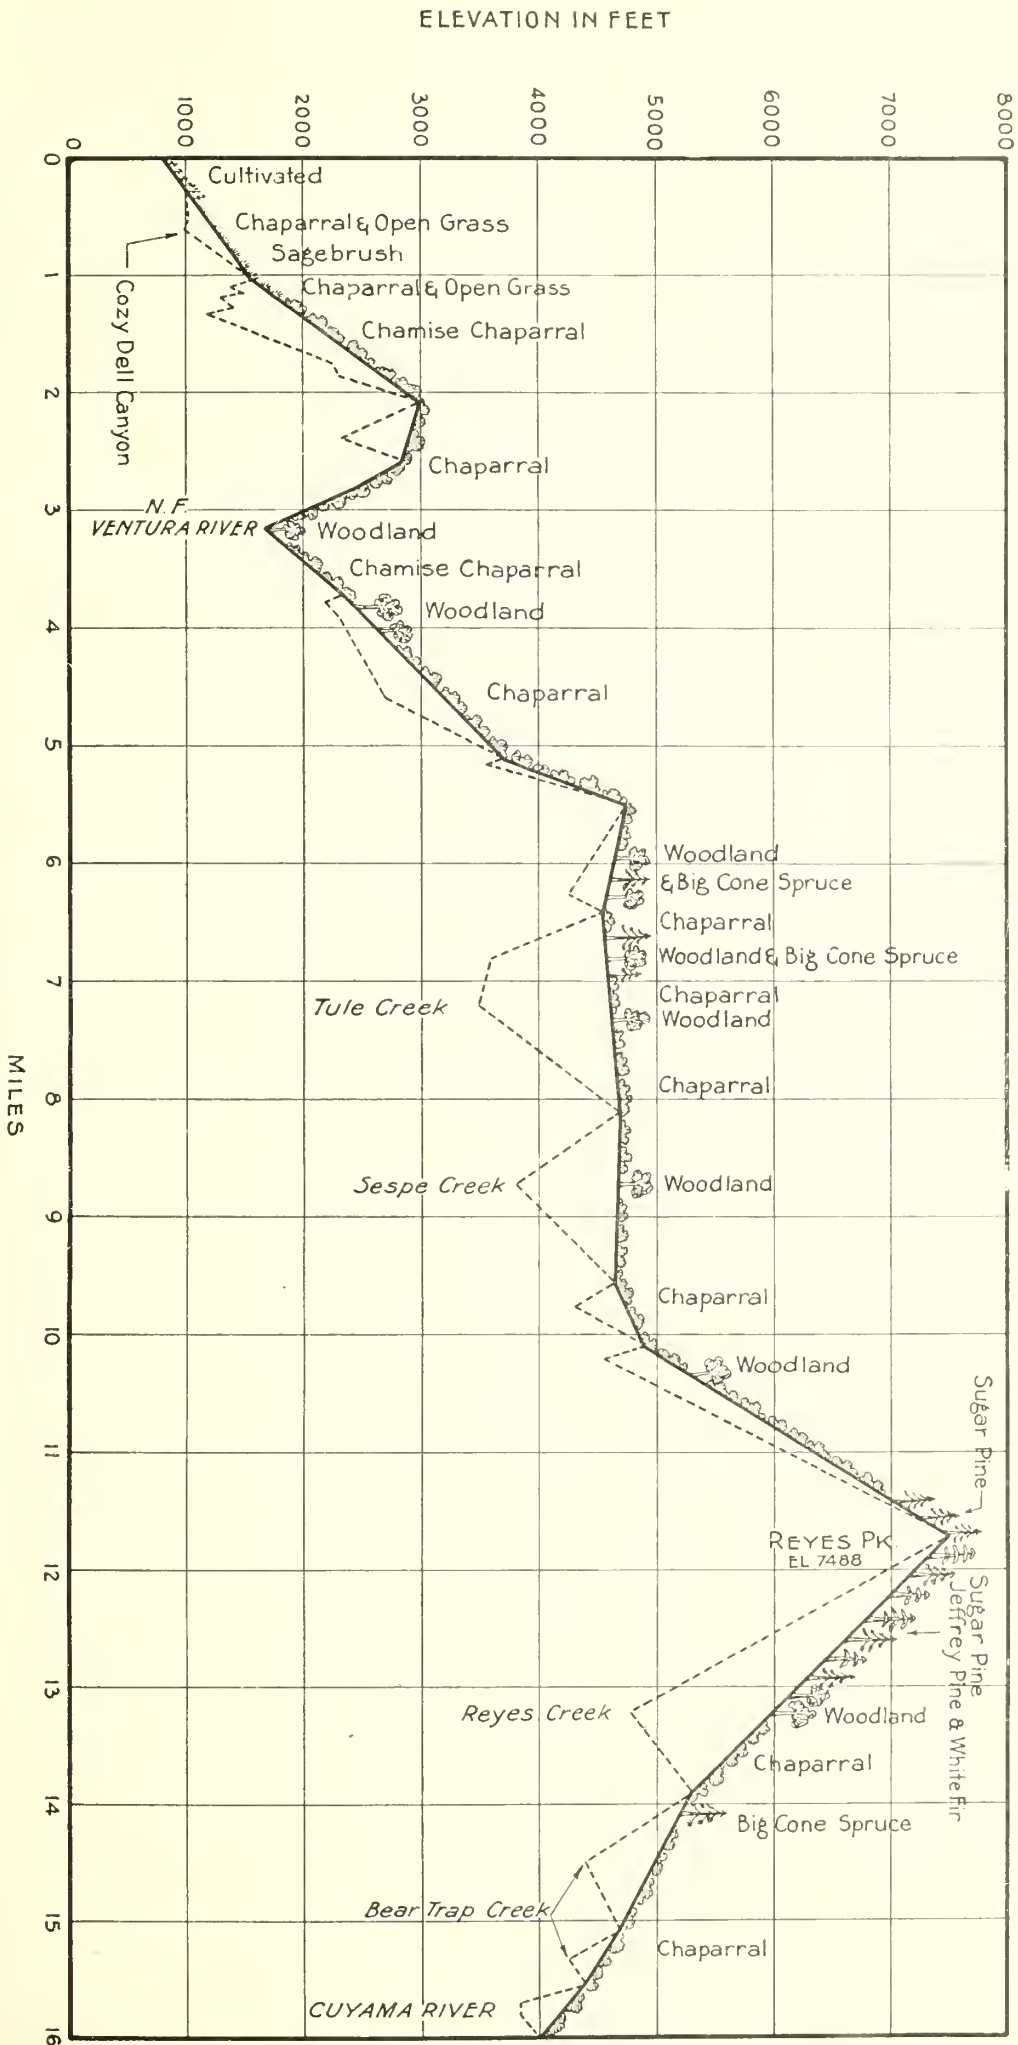 ELEVATION IN FEET
0
1000
2000
3000
4000
5000
6000
7000
8000
0
1
2
3
4
5
6
7
8
9
10
11
12
13
14
15
16
MILES
Cultivated
Chaparral & Open Grass
Sagebrush
Chaparral & Open Grass
Cozy Dell Canyon
Chamise Chaparral
Chaparral
N.F.
VENTURA RIVER
Woodland
Chamise Chaparral
Woodland
Chaparral
Woodland
& Big Cone Spruce
Chaparral
Woodland & Big Cone Spruce
Chaparral
Woodland
Tule Creek
Chaparral
Sespe Creek
Woodland
Chaparral
Woodland
Sugar Pine
REYES PK.
EL 7488
Sugar Pine
Jeffrey Pine & White Fir
Reyes Creek
Woodland
Chaparral
Big Cone Spruce
Bear Trap Creek
Chaparral
CUYAMA RIVER